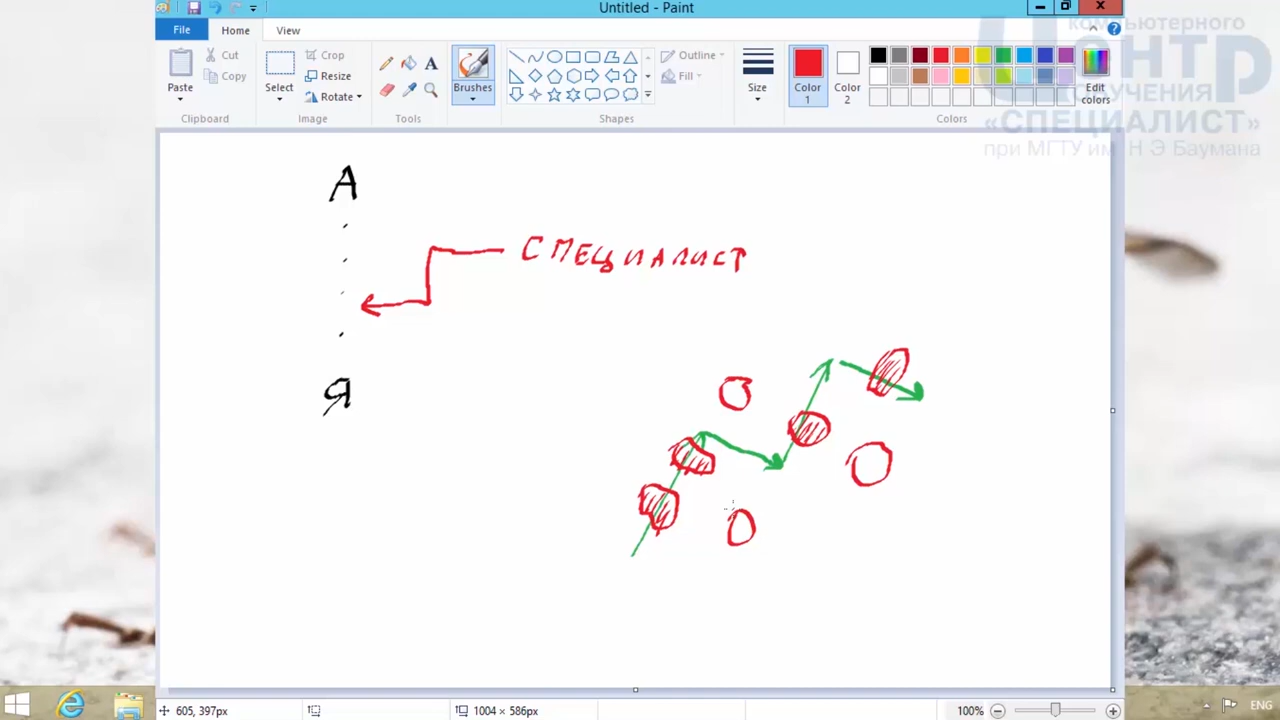 Untitled - Paint
File
Home
View
Paste
Cut
Copy
Clipboard
Select
Crop
Resize
Rotate
Image
Tools
Brushes
Shapes
Outline
Fill
Size
Color
1
Color
2
Colors
Edit
colors
компьютерного
Центр
обучения
«СПЕЦИАЛИСТ»
при МГТУ им. Н Э Баумана
А
СПЕЦИАЛИСТ
Я
605, 397px
1004 × 586px
100%
ENG